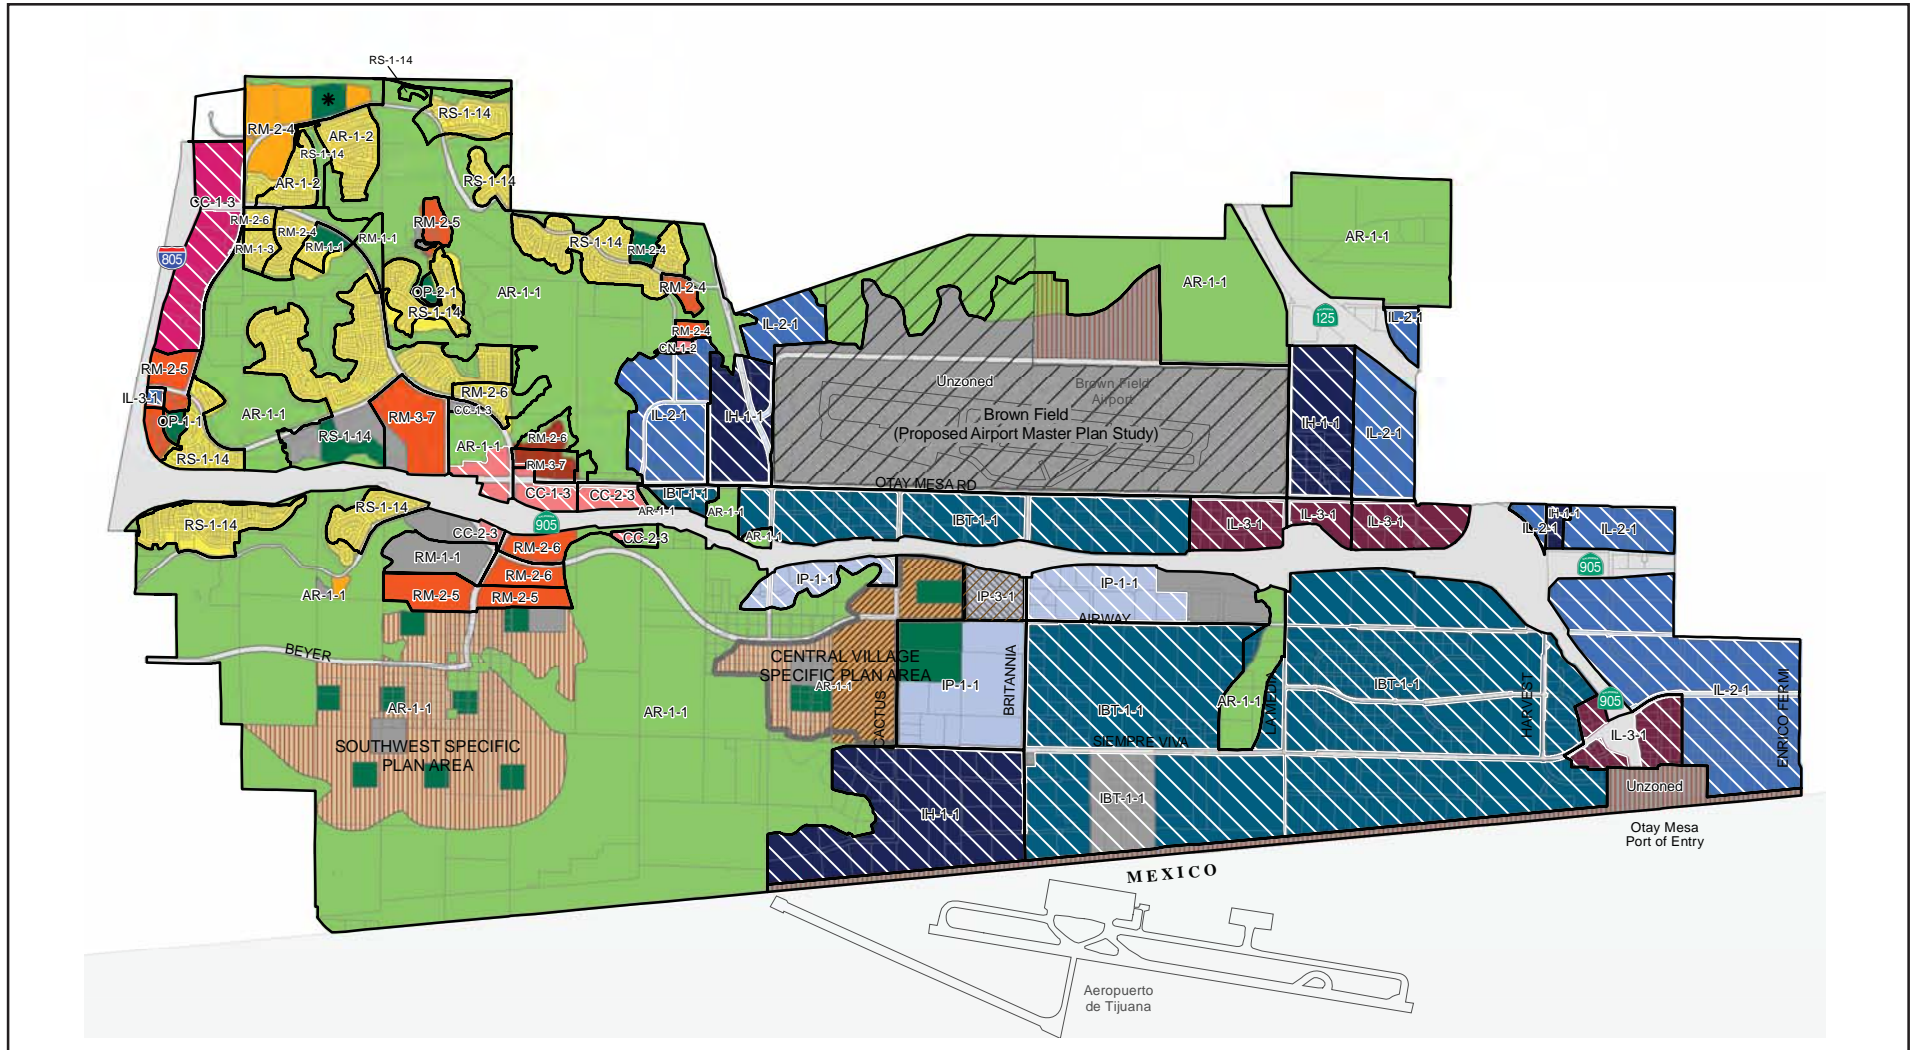 RS-1-14
RM-2-4
AR-1-2
RS-1-14
RS-1-14
AR-1-2
RS-1-14
CC-1-3
RM-2-6
RM-2-4
RM-1-3
RM-1-1
RM-1-1
RM-2-5
RS-1-14
RM-2-4
805
OP-2-1
RS-1-14
AR-1-1
RM-2-4
RM-2-4
CN-1-2
IL-2-1
AR-1-1
AR-1-1
125
IL-2-1
RM-2-5
IL-3-1
OP-1-1
RS-1-14
AR-1-1
RS-1-14
RM-3-7
RM-2-6
CC-1-3
AR-1-1
RM-2-6
RM-3-7
IL-2-1
IH-1-1
Unzoned
Brown Field
Airport
Brown Field
(Proposed Airport Master Plan Study)
IH-1-1
IL-2-1
OTAY MESA RD
CC-1-3
CC-2-3
IBT-1-1
AR-1-1
AR-1-1
AR-1-1
IBT-1-1
IL-3-1
IL-3-1
IL-3-1
IL-2-1
IH-1-1
IL-2-1
RS-1-14
RS-1-14
905
CC-2-3
CC-2-3
RM-1-1
RM-2-6
RM-2-6
RM-2-5
RM-2-5
AR-1-1
IP-1-1
IP-3-1
IP-1-1
905
AIRWAY
BEYER
CENTRAL VILLAGE
SPECIFIC PLAN AREA
AR-1-1
CACTUS
IP-1-1
BRITANNIA
IBT-1-1
AR-1-1
LA MEDIA
IBT-1-1
HARVEST
905
IL-2-1
ENRICO FERMI
AR-1-1
AR-1-1
SOUTHWEST SPECIFIC
PLAN AREA
SIEMPRE VIVA
IL-3-1
IH-1-1
IBT-1-1
Unzoned
Otay Mesa
Port of Entry
MEXICO
Aeropuerto
de Tijuana